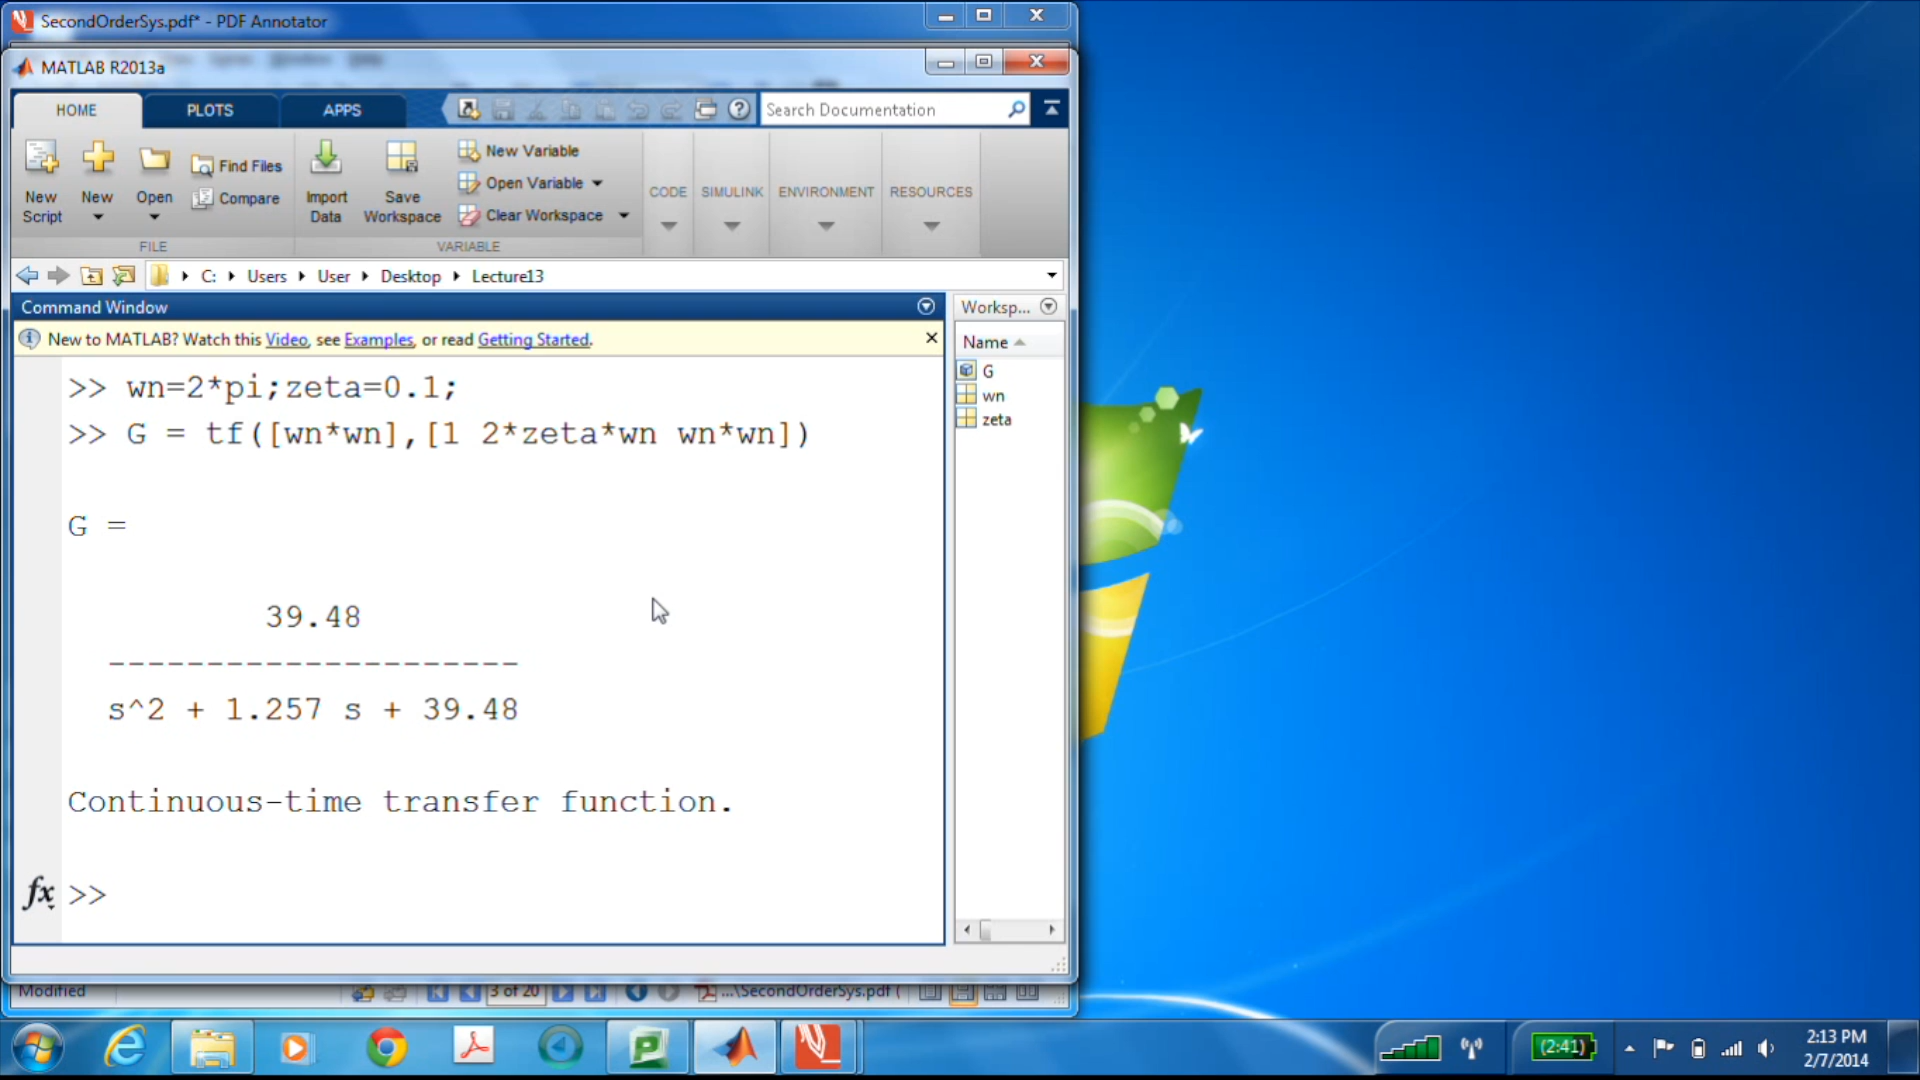 SecondOrderSys.pdf* - PDF Annotator
MATLAB R2013a
HOME PLOTS APPS Search Documentation
New Script New Open Find Files Compare Import Data Save Workspace New Variable Open Variable Clear Workspace CODE SIMULINK ENVIRONMENT RESOURCES
FILE VARIABLE
C: Users User Desktop Lecture13
Command Window Worksp...
New to MATLAB? Watch this Video, see Examples, or read Getting Started.
Name
G
wn
zeta
>> wn=2*pi;zeta=0.1;
>> G = tf([wn*wn],[1 2*zeta*wn wn*wn])
G =
39.48
---------------------
s^2 + 1.257 s + 39.48
Continuous-time transfer function.
fx >>
Modified 3 of 20 ...\SecondOrderSys.pdf (
(2:41) 2:13 PM
2/7/2014